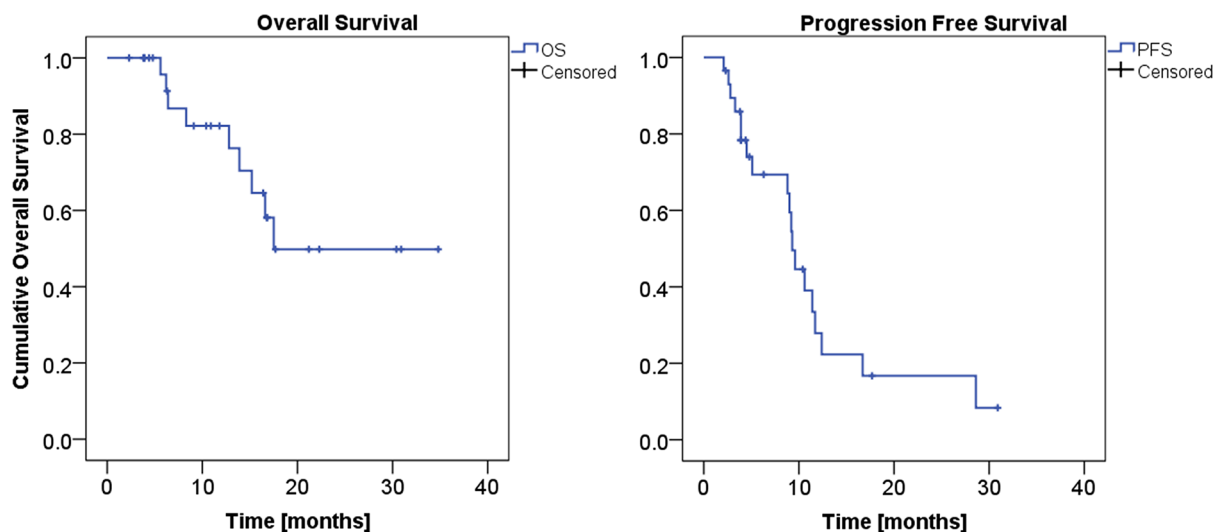 Overall Survival
OS
Censored
1.0
0.8
0.6
0.4
0.2
0.0
Cumulative Overall Survival
0 10 20 30 40
Time [months]
Progression Free Survival
PFS
Censored
1.0
0.8
0.6
0.4
0.2
0.0
0 10 20 30 40
Time [months]